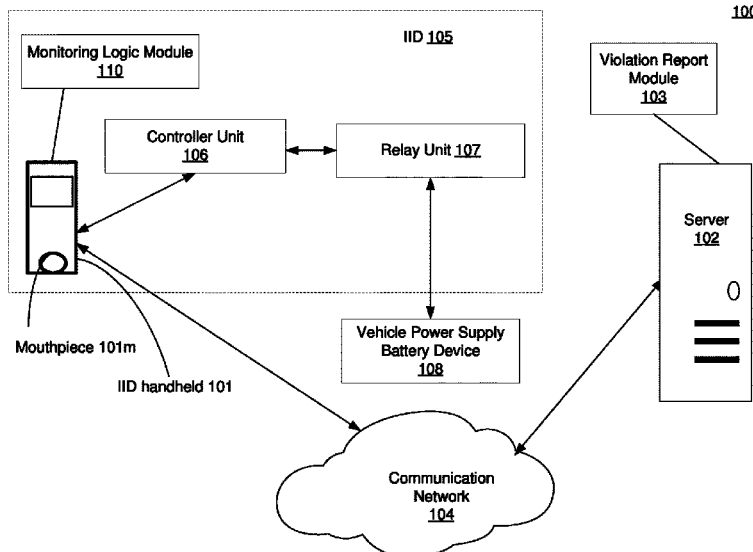 100
IID 105
Monitoring Logic Module
110
Violation Report
Module
103
Controller Unit
106
Relay Unit 107
Server
102
Mouthpiece 101m
IID handheld 101
Vehicle Power Supply
Battery Device
108
Communication
Network
104